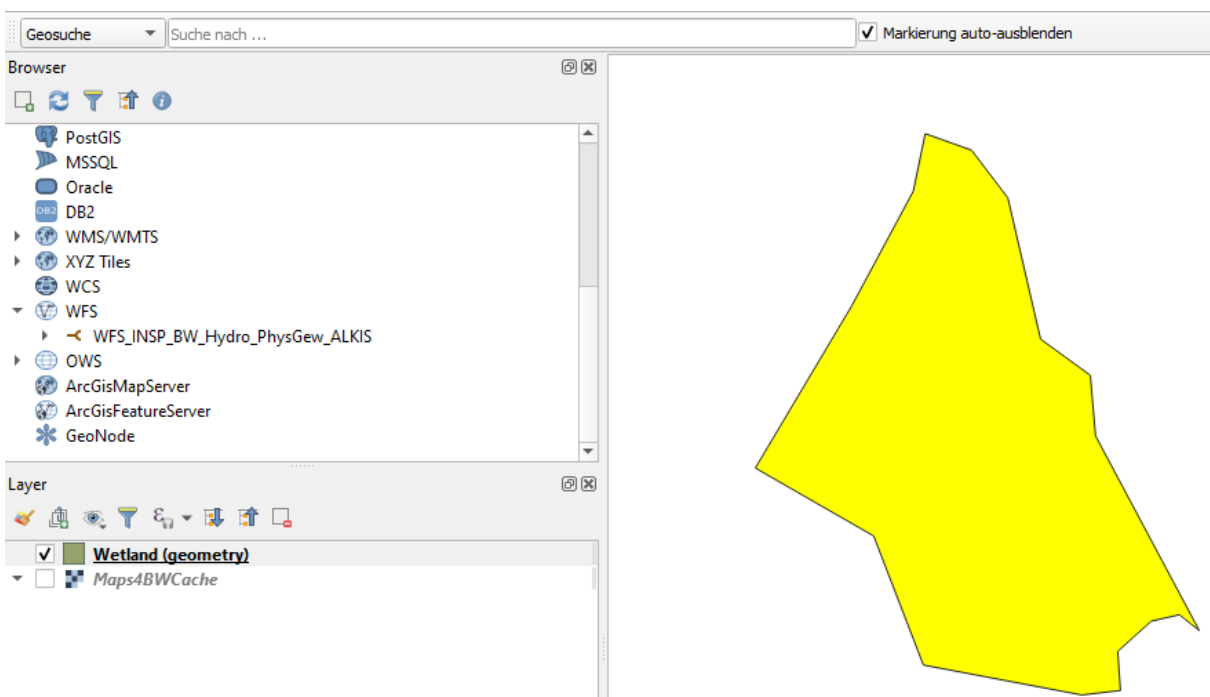 Geosuche Suche nach ... Markierung auto-ausblenden
Browser
PostGIS
MSSQL
Oracle
DB2 DB2
WMS/WMTS
XYZ Tiles
WCS
WFS
WFS_INSP_BW_Hydro_PhysGew_ALKIS
OWS
ArcGisMapServer
ArcGisFeatureServer
GeoNode
Layer
Wetland (geometry)
Maps4BWCache